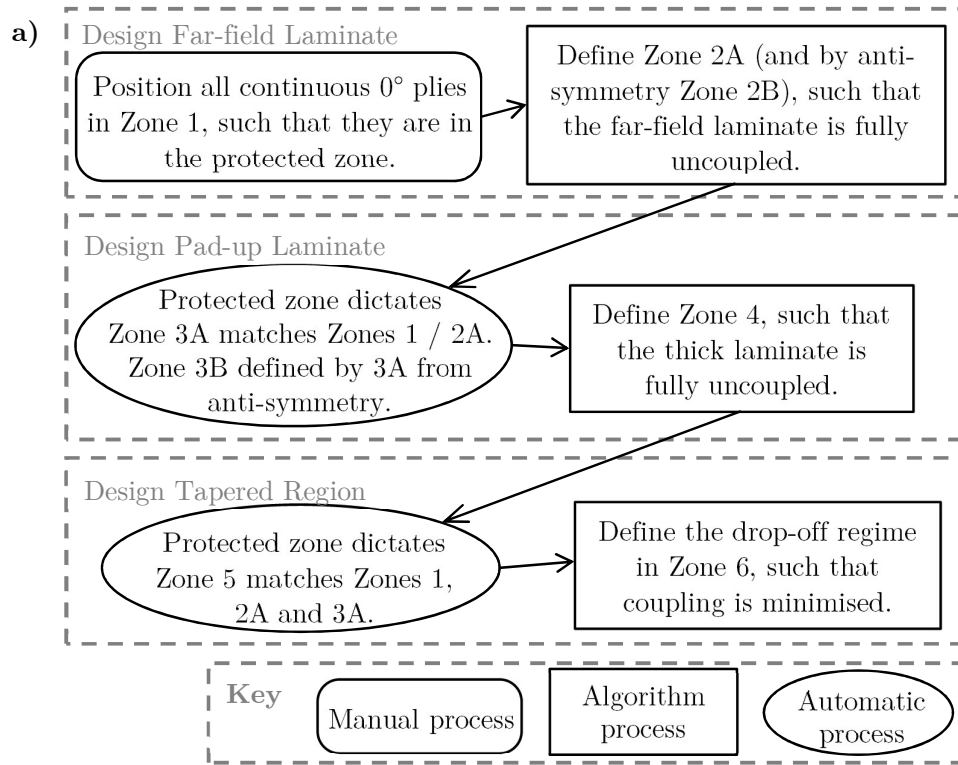 a)
Design Far-field Laminate
Position all continuous 0° plies
in Zone 1, such that they are in
the protected zone.
Define Zone 2A (and by anti-
symmetry Zone 2B), such that
the far-field laminate is fully
uncoupled.
Design Pad-up Laminate
Protected zone dictates
Zone 3A matches Zones 1 / 2A.
Zone 3B defined by 3A from
anti-symmetry.
Define Zone 4, such that
the thick laminate is
fully uncoupled.
Design Tapered Region
Protected zone dictates
Zone 5 matches Zones 1,
2A and 3A.
Define the drop-off regime
in Zone 6, such that
coupling is minimised.
Key
Manual process
Algorithm
process
Automatic
process